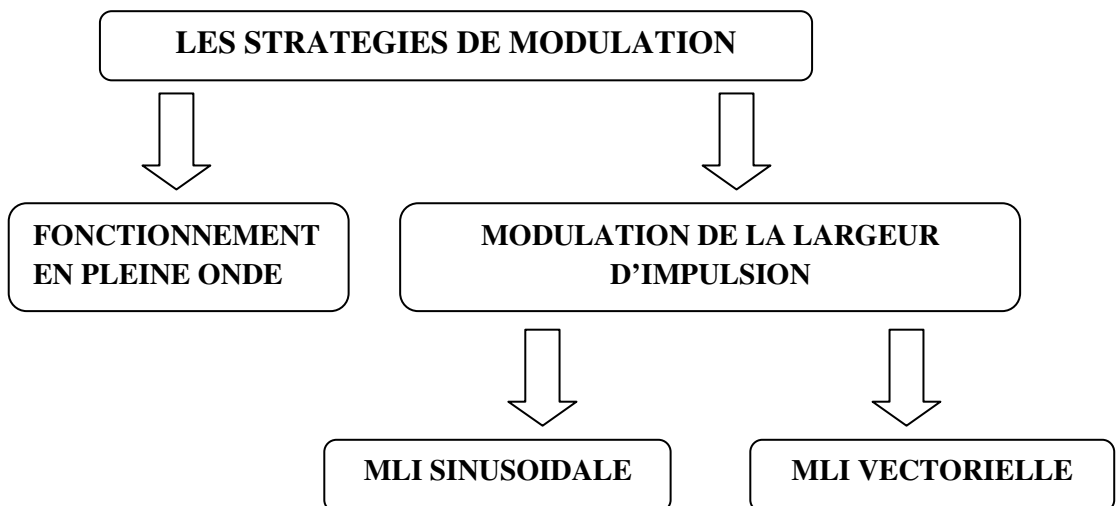 LES STRATEGIES DE MODULATION
FONCTIONNEMENT
EN PLEINE ONDE
MODULATION DE LA LARGEUR
D’IMPULSION
MLI SINUSOIDALE
MLI VECTORIELLE